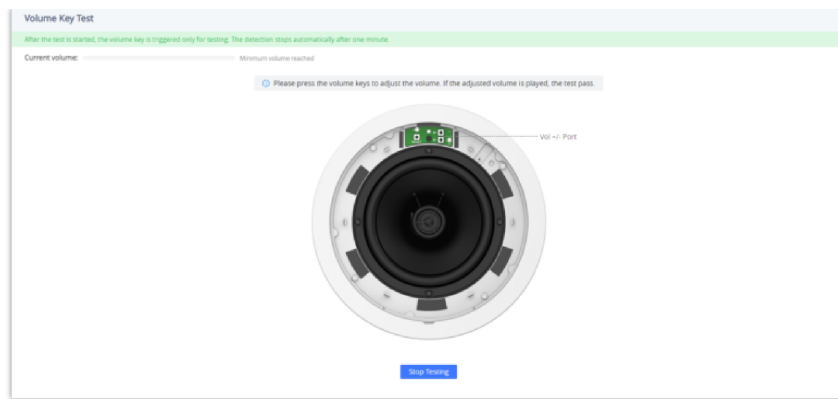 Volume Key Test
After the test is started, the volume key is triggered only for testing. The detection stops automatically after one minute.
Current volume: Minimum volume reached
Please press the volume keys to adjust the volume. If the adjusted volume is played, the test pass.
Vol +/- Port
Stop Testing